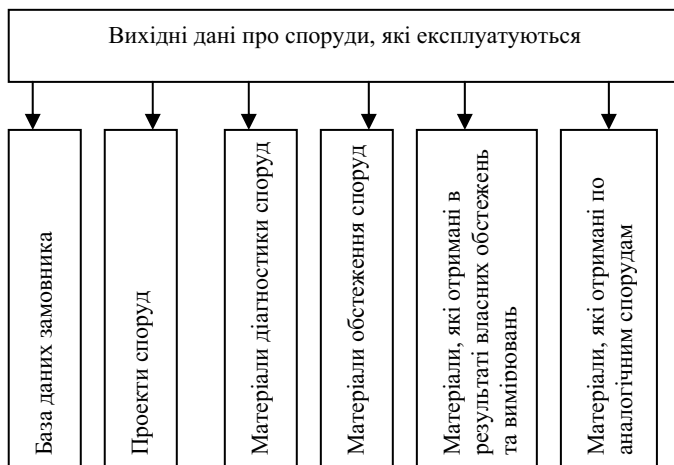 Вихідні дані про споруди, які експлуатуються
База даних замовника
Проекти споруд
Матеріали діагностики споруд
Матеріали обстеження споруд
Матеріали, які отримані в
результаті власних обстежень
та вимірювань
Матеріали, які отримані по
аналогічним спорудам